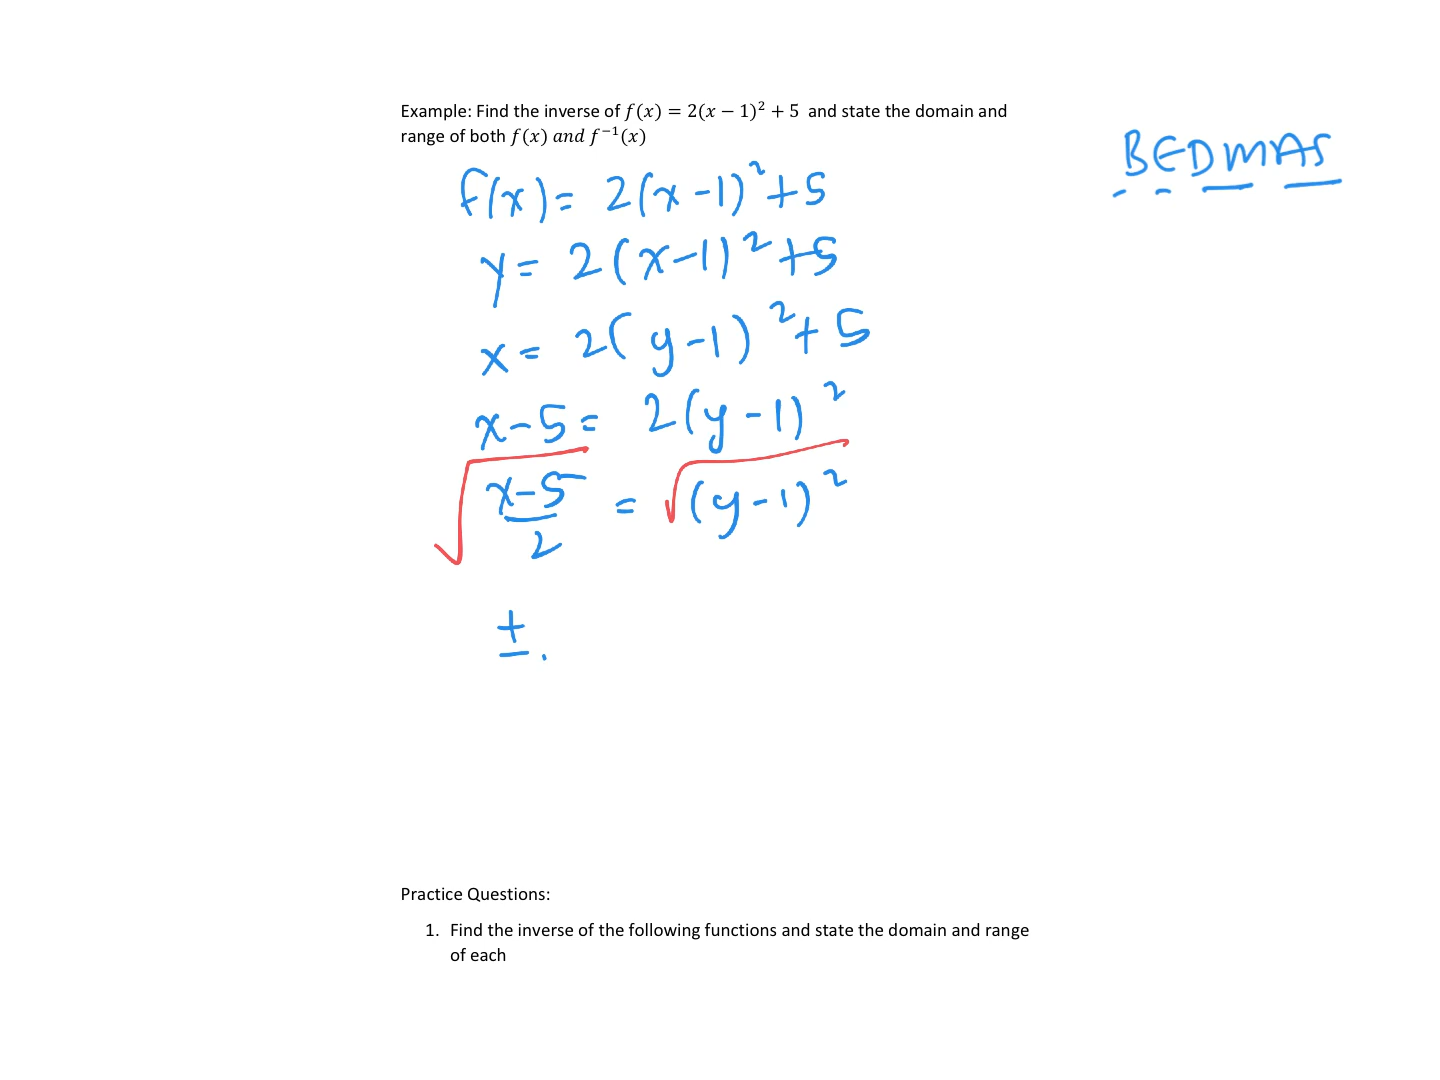 Example: Find the inverse of f(x) = 2(x − 1)² + 5 and state the domain and
range of both f(x) and f⁻¹(x)
BEDMAS
f(x) = 2(x - 1)² + 5
y = 2(x - 1)² + 5
x = 2(y - 1)² + 5
x - 5 = 2(y - 1)²
√((x - 5)/2) = √((y - 1)²)
± .
Practice Questions:
1. Find the inverse of the following functions and state the domain and range
of each